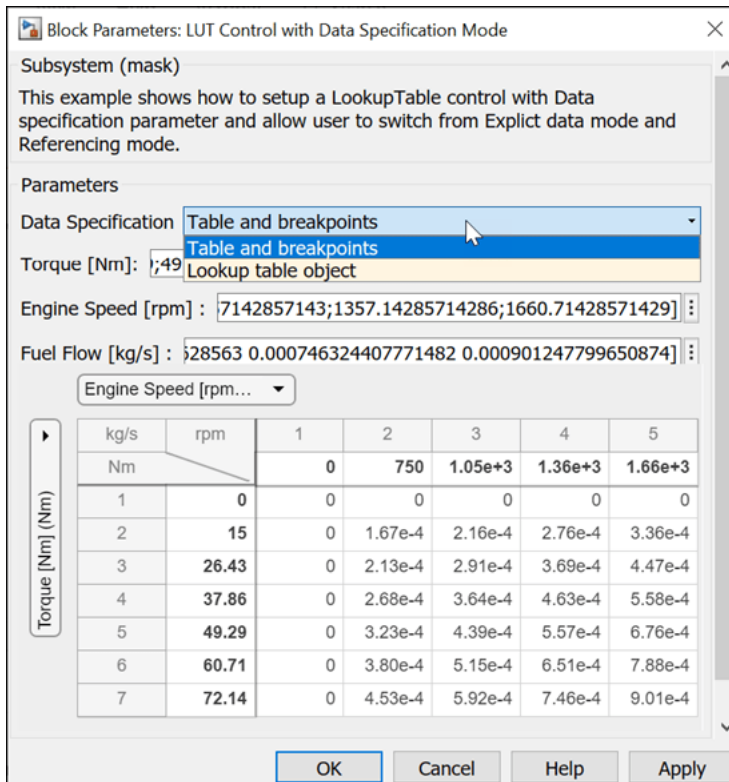 Block Parameters: LUT Control with Data Specification Mode
Subsystem (mask)
This example shows how to setup a LookupTable control with Data
specification parameter and allow user to switch from Explict data mode and
Referencing mode.
Parameters
Data Specification Table and breakpoints
Table and breakpoints
Lookup table object
Torque [Nm]: ;49
Engine Speed [rpm] : 7142857143;1357.14285714286;1660.71428571429]
Fuel Flow [kg/s] : 528563 0.000746324407771482 0.000901247799650874]
Engine Speed [rpm...
Torque [Nm] (Nm)
kg/s rpm 1 2 3 4 5
Nm 0 750 1.05e+3 1.36e+3 1.66e+3
1 0 0 0 0 0 0
2 15 0 1.67e-4 2.16e-4 2.76e-4 3.36e-4
3 26.43 0 2.13e-4 2.91e-4 3.69e-4 4.47e-4
4 37.86 0 2.68e-4 3.64e-4 4.63e-4 5.58e-4
5 49.29 0 3.23e-4 4.39e-4 5.57e-4 6.76e-4
6 60.71 0 3.80e-4 5.15e-4 6.51e-4 7.88e-4
7 72.14 0 4.53e-4 5.92e-4 7.46e-4 9.01e-4
OK Cancel Help Apply